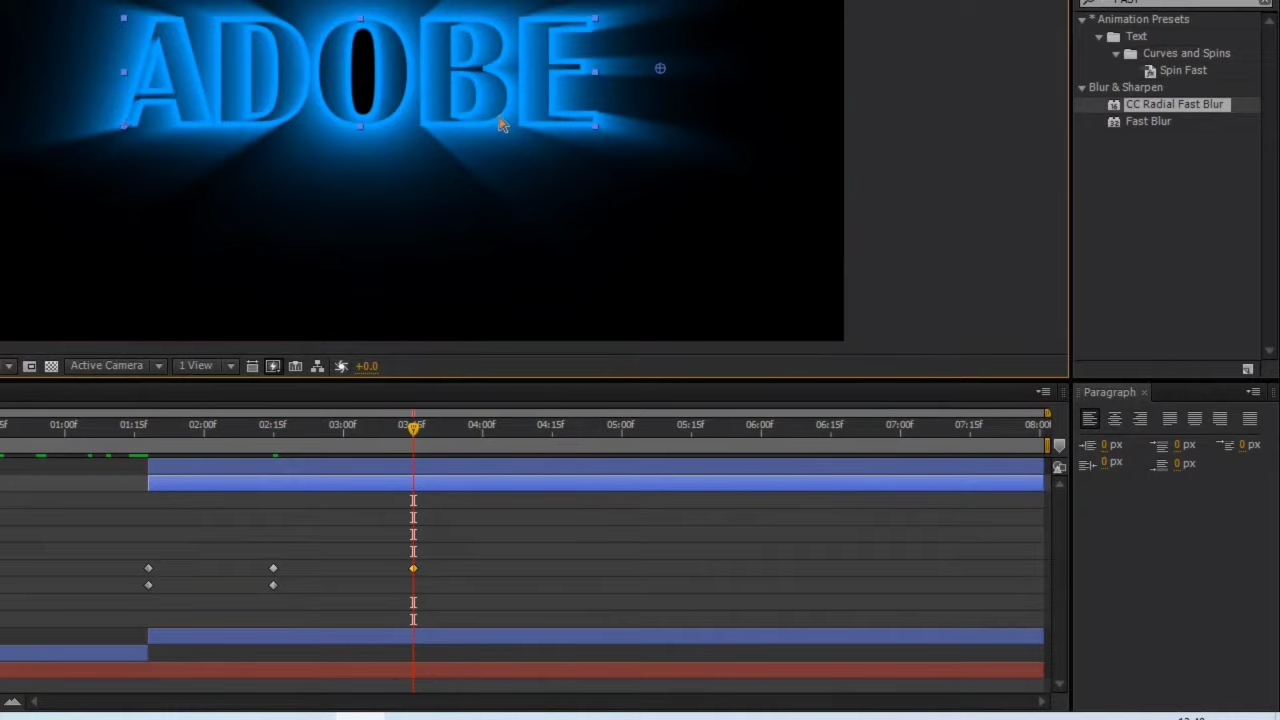 ADOBE
* Animation Presets
Text
Curves and Spins
Spin Fast
Blur & Sharpen
CC Radial Fast Blur
Fast Blur
Active Camera
1 View
+0.0
Paragraph
5f 01:00f 01:15f 02:00f 02:15f 03:00f 04:00f 04:15f 05:00f 05:15f 06:00f 06:15f 07:00f 07:15f 08:00f
0 px 0 px 0 px
0 px 0 px